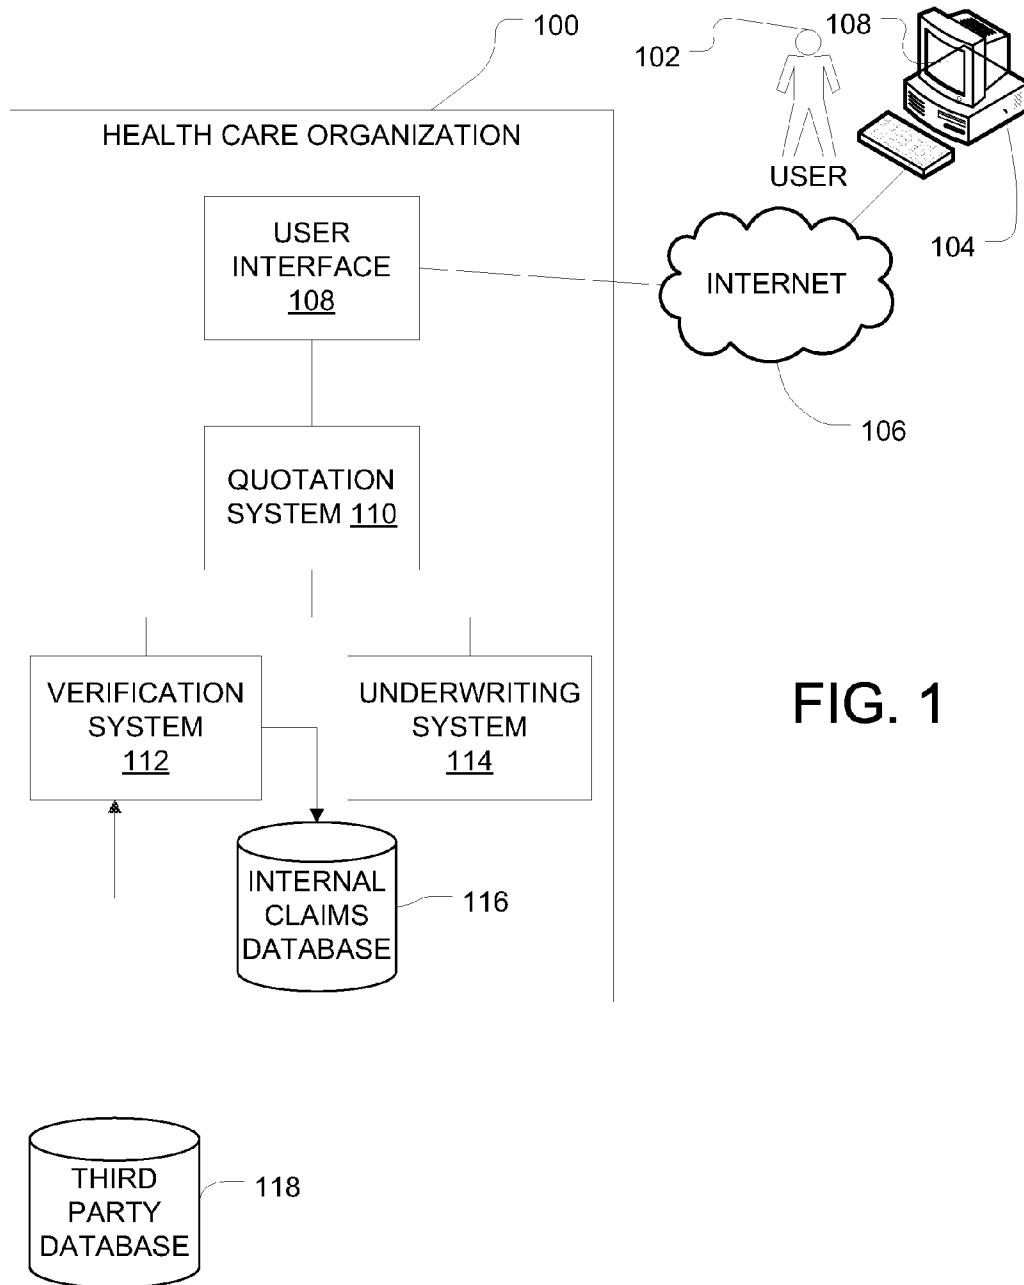 100
102
108
HEALTH CARE ORGANIZATION
USER
104
USER
INTERFACE
108
INTERNET
106
QUOTATION
SYSTEM 110
VERIFICATION
SYSTEM
112
UNDERWRITING
SYSTEM
114
FIG. 1
INTERNAL
CLAIMS
DATABASE
116
THIRD
PARTY
DATABASE
118